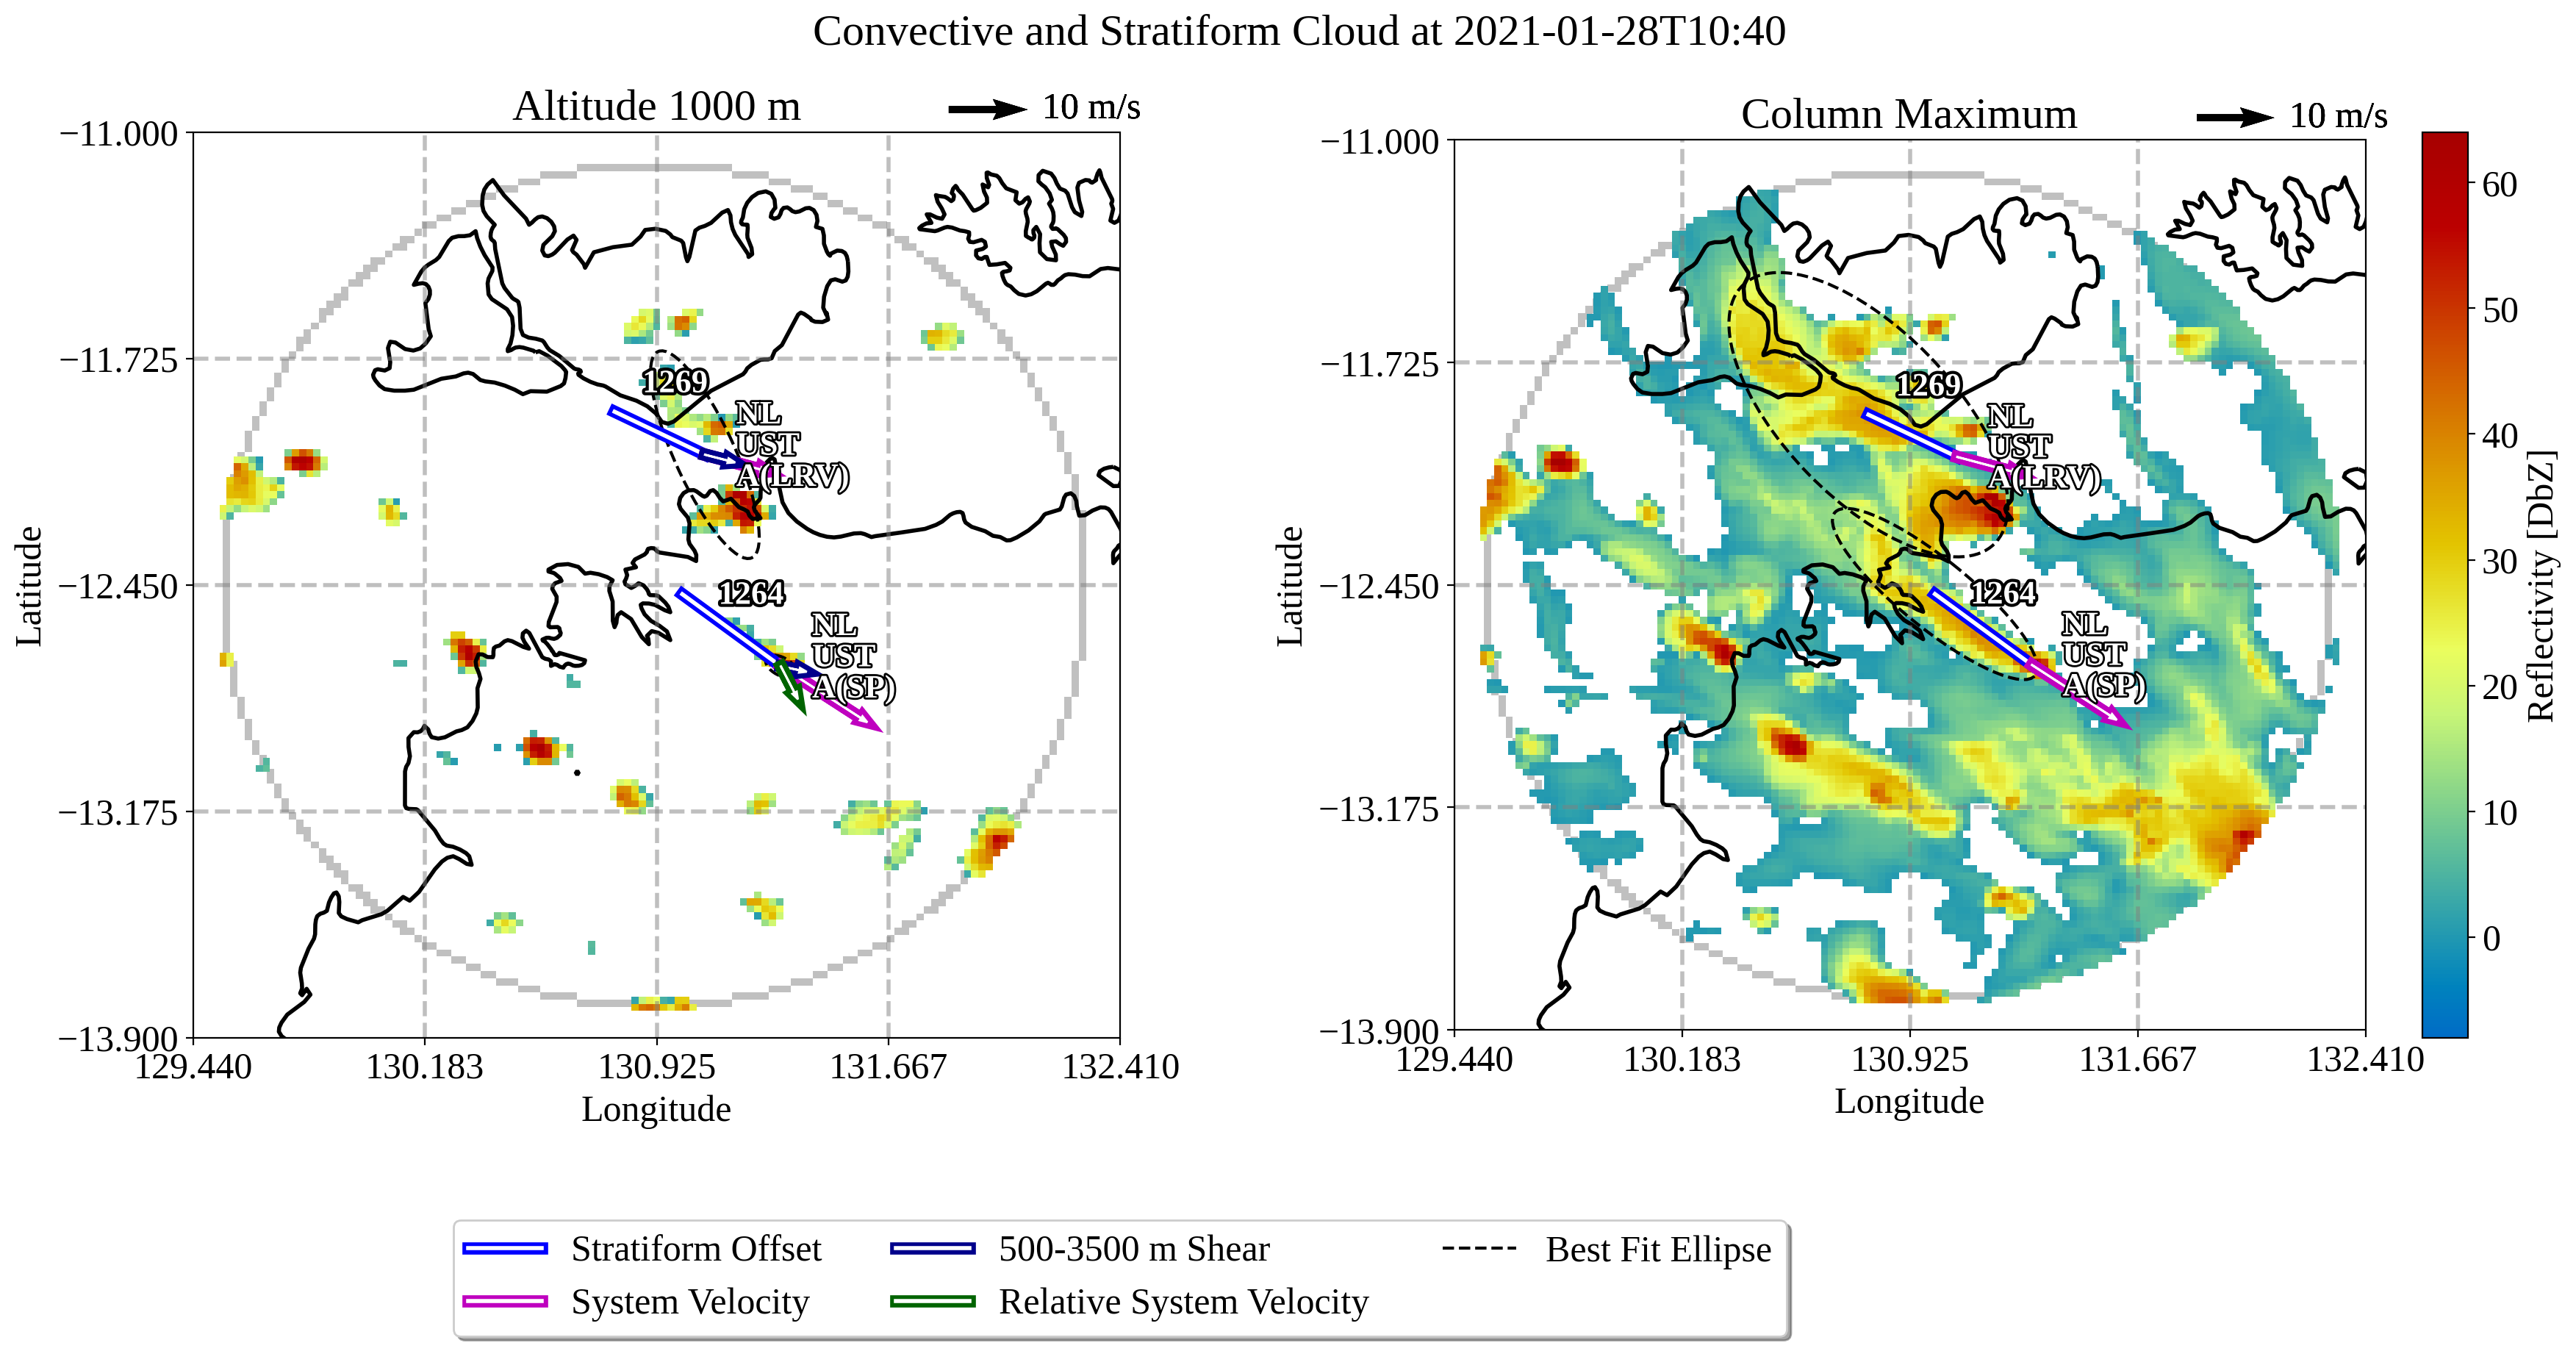 Convective and Stratiform Cloud at 2021-01-28T10:40
Altitude 1000 m
10 m/s
−11.000
−11.725
−12.450
−13.175
−13.900
Latitude
129.440
130.183
130.925
131.667
132.410
Longitude
1269
NL
UST
A(LRV)
1264
NL
UST
A(SP)
Column Maximum
10 m/s
−11.000
−11.725
−12.450
−13.175
−13.900
Latitude
129.440
130.183
130.925
131.667
132.410
Longitude
1269
NL
UST
A(LRV)
1264
NL
UST
A(SP)
60
50
40
30
20
10
0
Reflectivity [DbZ]
Stratiform Offset
System Velocity
500-3500 m Shear
Relative System Velocity
Best Fit Ellipse